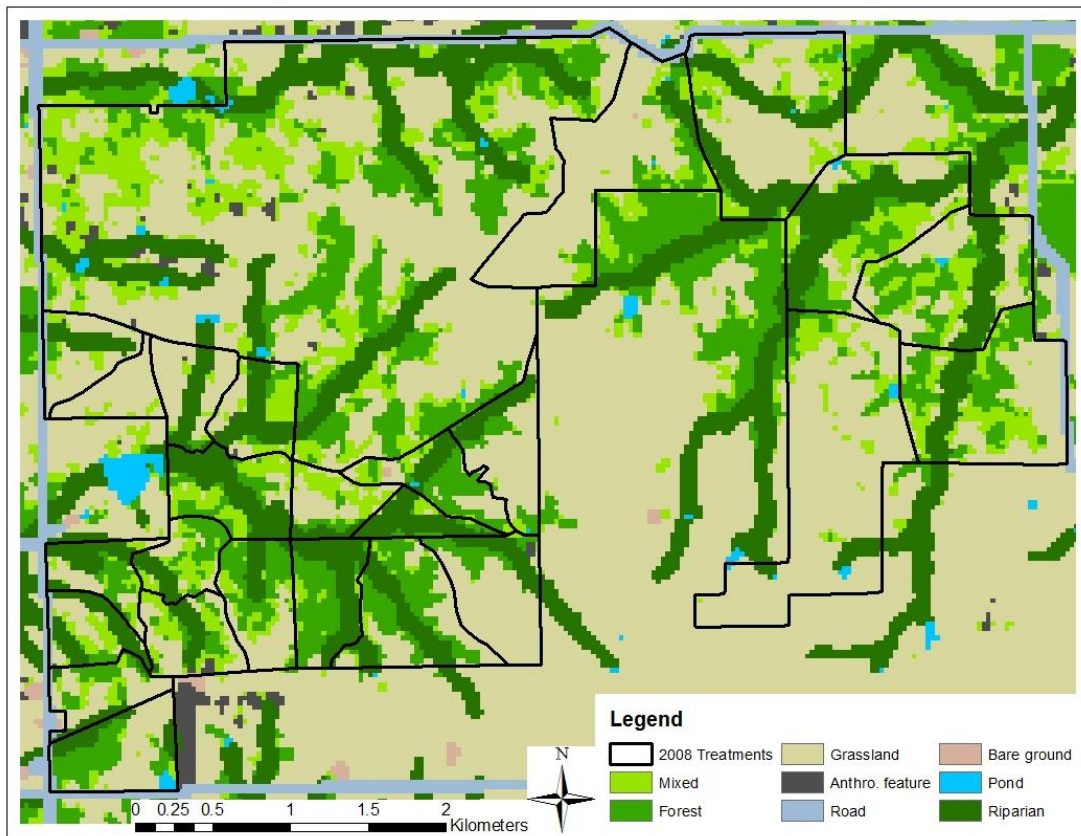 Legend
2008 Treatments
Grassland
Bare ground
Mixed
Anthro. feature
Pond
Forest
Road
Riparian
N
0 0.25 0.5 1 1.5 2
Kilometers